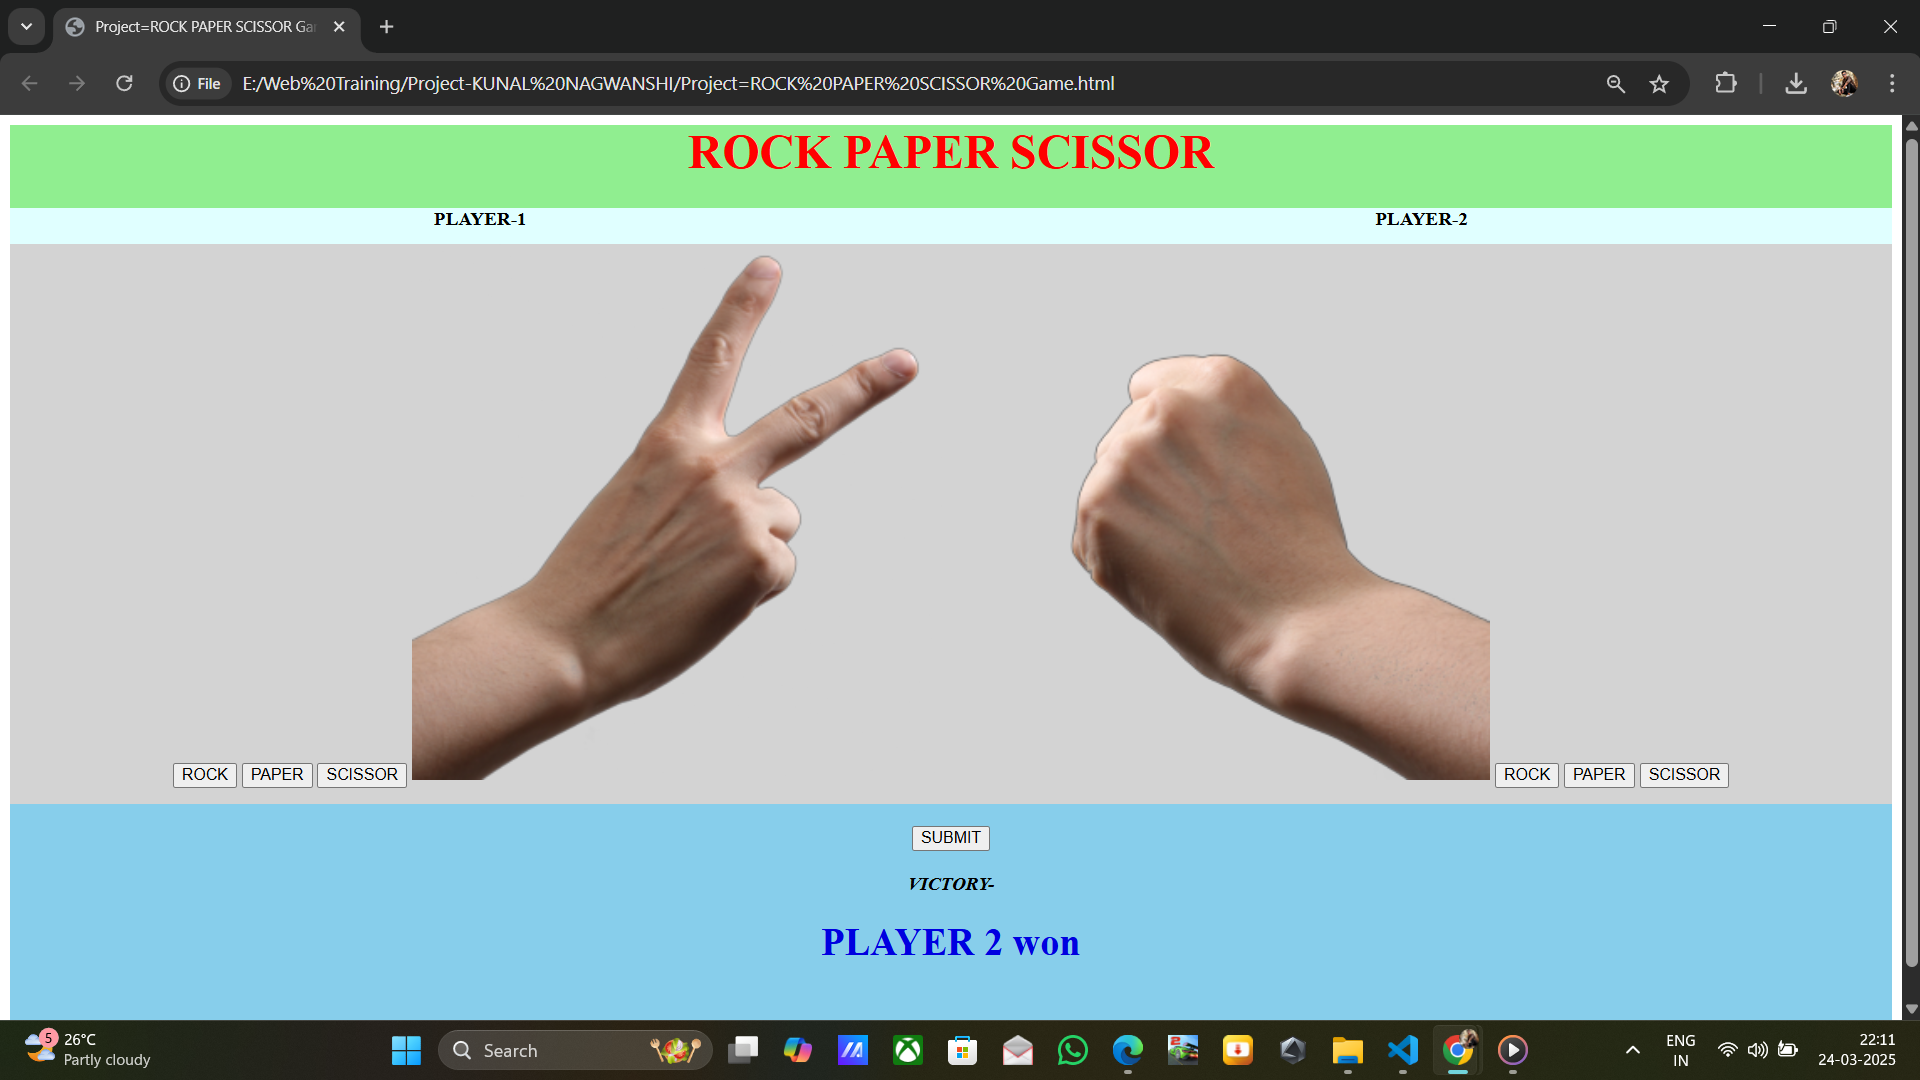 Project=ROCK PAPER SCISSOR Ga
File
E:/Web%20Training/Project-KUNAL%20NAGWANSHI/Project=ROCK%20PAPER%20SCISSOR%20Game.html
ROCK PAPER SCISSOR
PLAYER-1 PLAYER-2
ROCK PAPER SCISSOR ROCK PAPER SCISSOR
SUBMIT
VICTORY-
PLAYER 2 won
5
26°C
Partly cloudy
Search
2
ENG
IN
22:11
24-03-2025